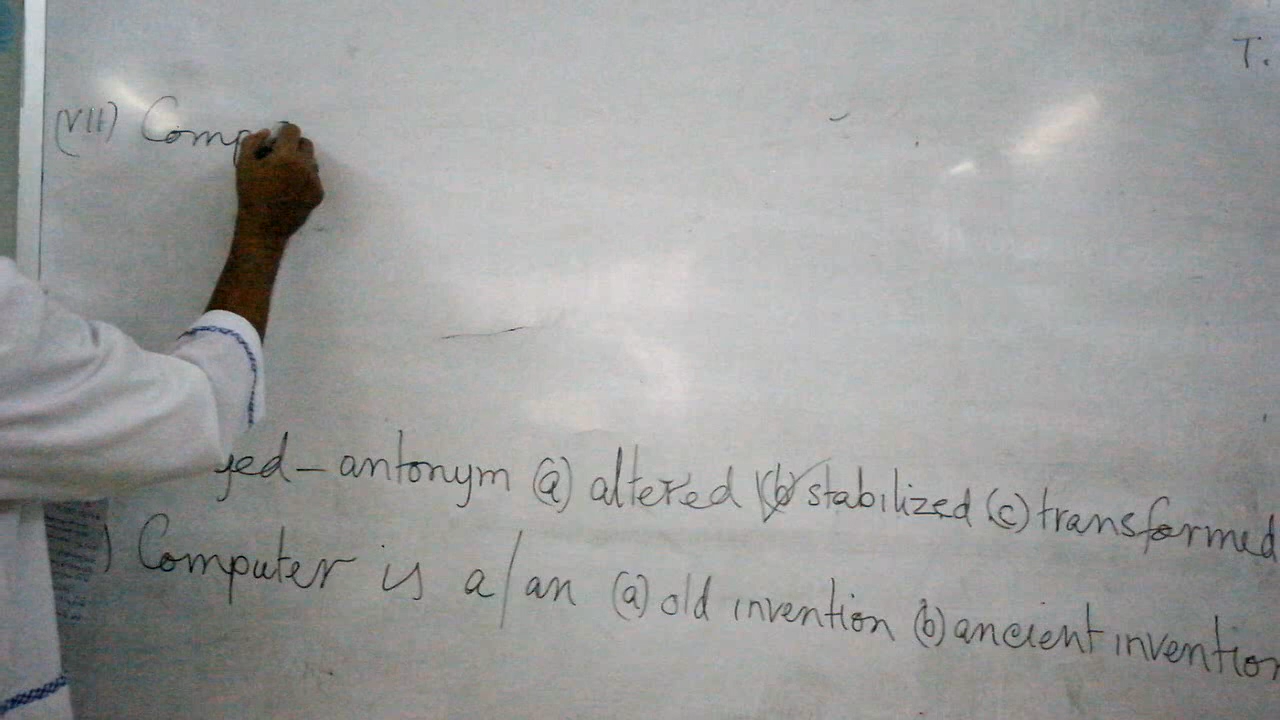 T.
(VII) Comp
ged - antonym (a) altered (b) stabilized (c) transformed
) Computer is a/an (a) old invention (b) ancient invention